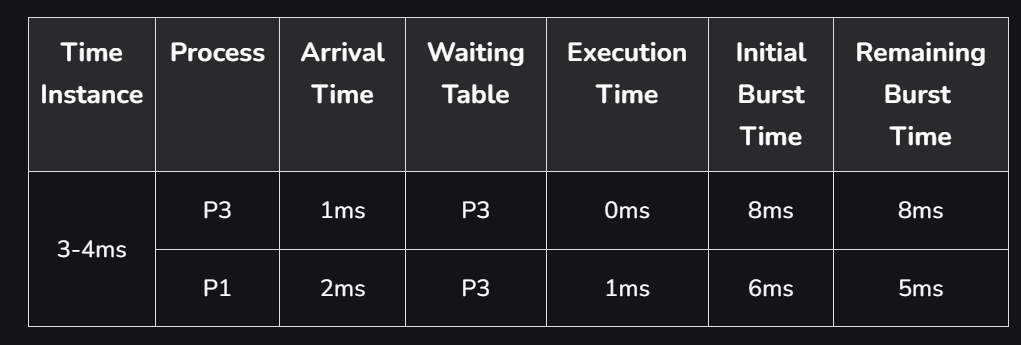 Time Instance | Process | Arrival Time | Waiting Table | Execution Time | Initial Burst Time | Remaining Burst Time
3-4ms | P3 | 1ms | P3 | 0ms | 8ms | 8ms
P1 | 2ms | P3 | 1ms | 6ms | 5ms